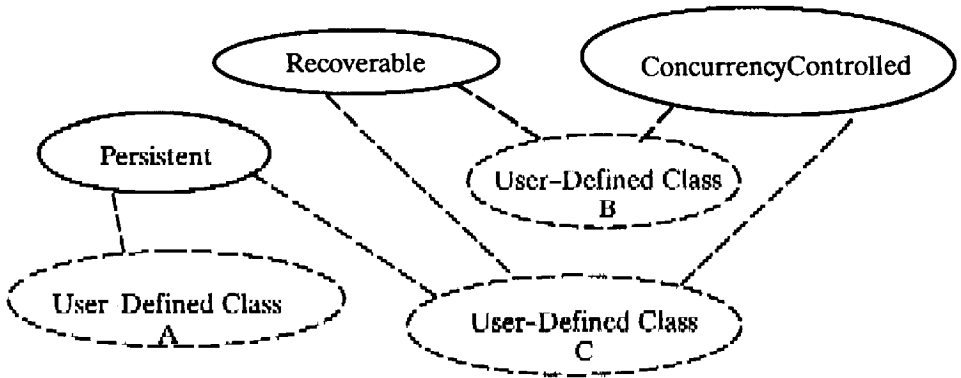 Recoverable
ConcurrencyControlled
Persistent
User-Defined Class
B
User Defined Class
A
User-Defined Class
C